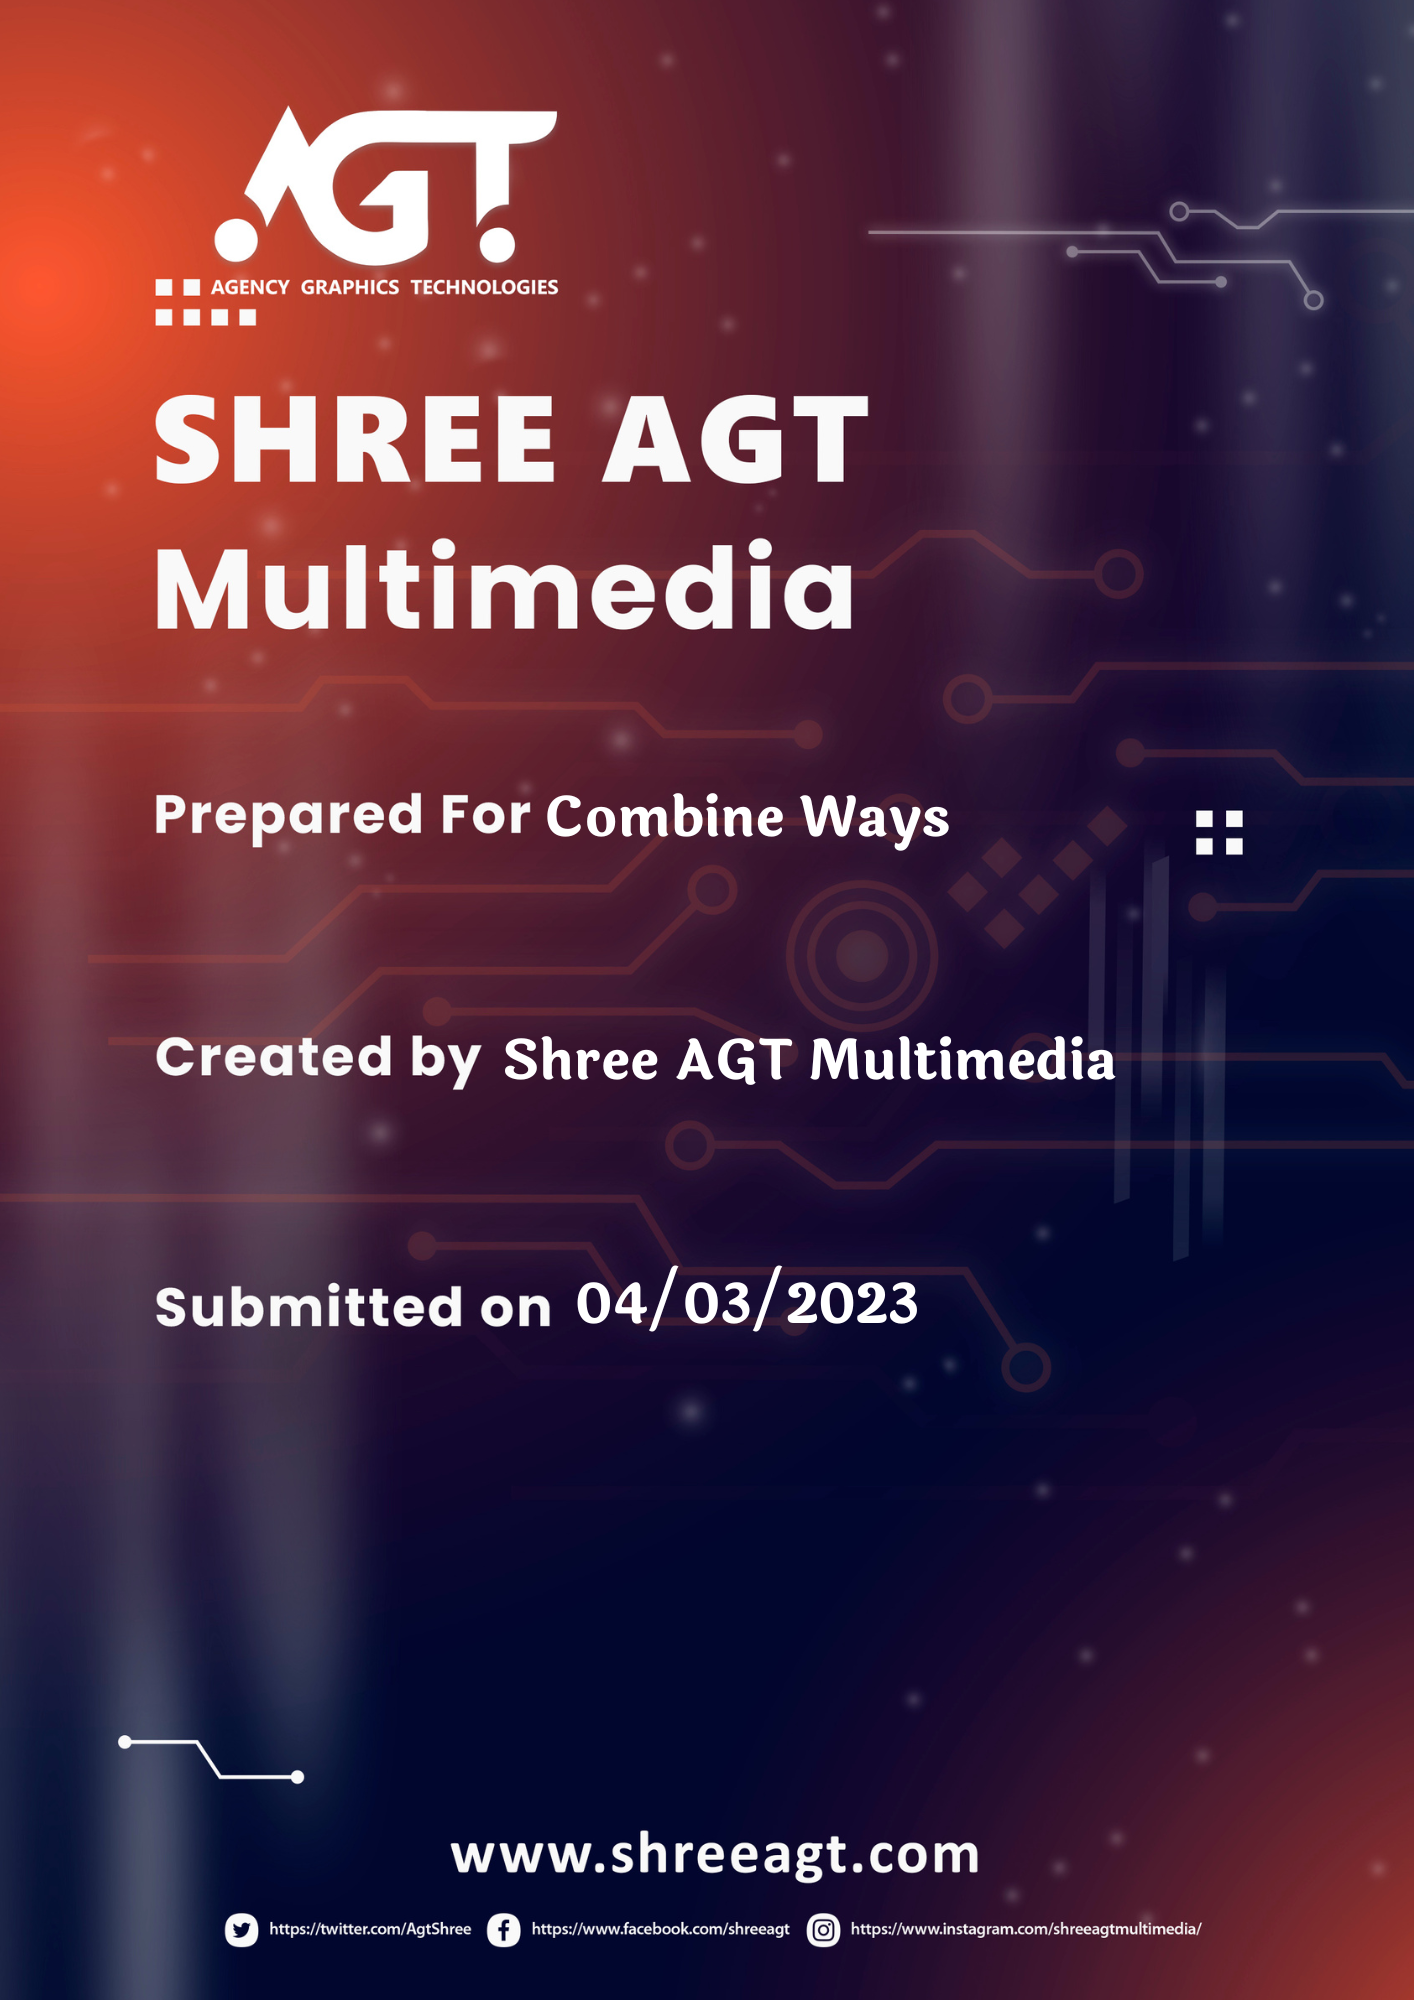 AGT
AGENCY GRAPHICS TECHNOLOGIES
SHREE AGT
Multimedia
Prepared For Combine Ways
Created by Shree AGT Multimedia
Submitted on 04/03/2023
www.shreeagt.com
https://twitter.com/AgtShree https://www.facebook.com/shreeagt https://www.instagram.com/shreeagtmultimedia/